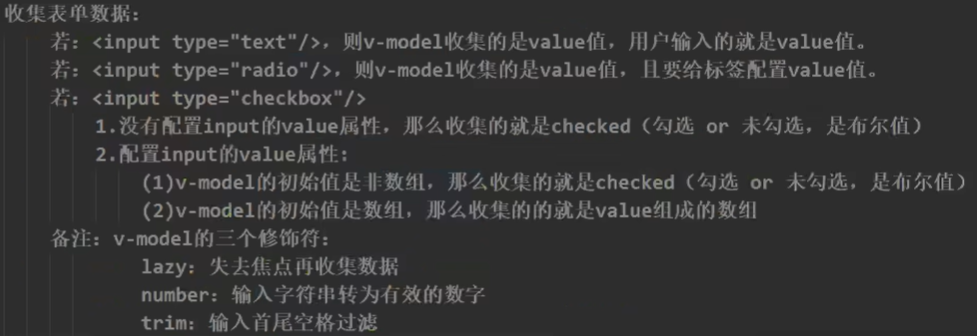 收集表单数据:
若: <input type="text"/>, 则v-model收集的是value值, 用户输入的就是value值。
若: <input type="radio"/>, 则v-model收集的是value值, 且要给标签配置value值。
若: <input type="checkbox"/>
1.没有配置input的value属性, 那么收集的就是checked（勾选 or 未勾选, 是布尔值）
2.配置input的value属性:
(1)v-model的初始值是非数组, 那么收集的就是checked（勾选 or 未勾选, 是布尔值）
(2)v-model的初始值是数组, 那么收集的的就是value组成的数组
备注: v-model的三个修饰符:
lazy: 失去焦点再收集数据
number: 输入字符串转为有效的数字
trim: 输入首尾空格过滤